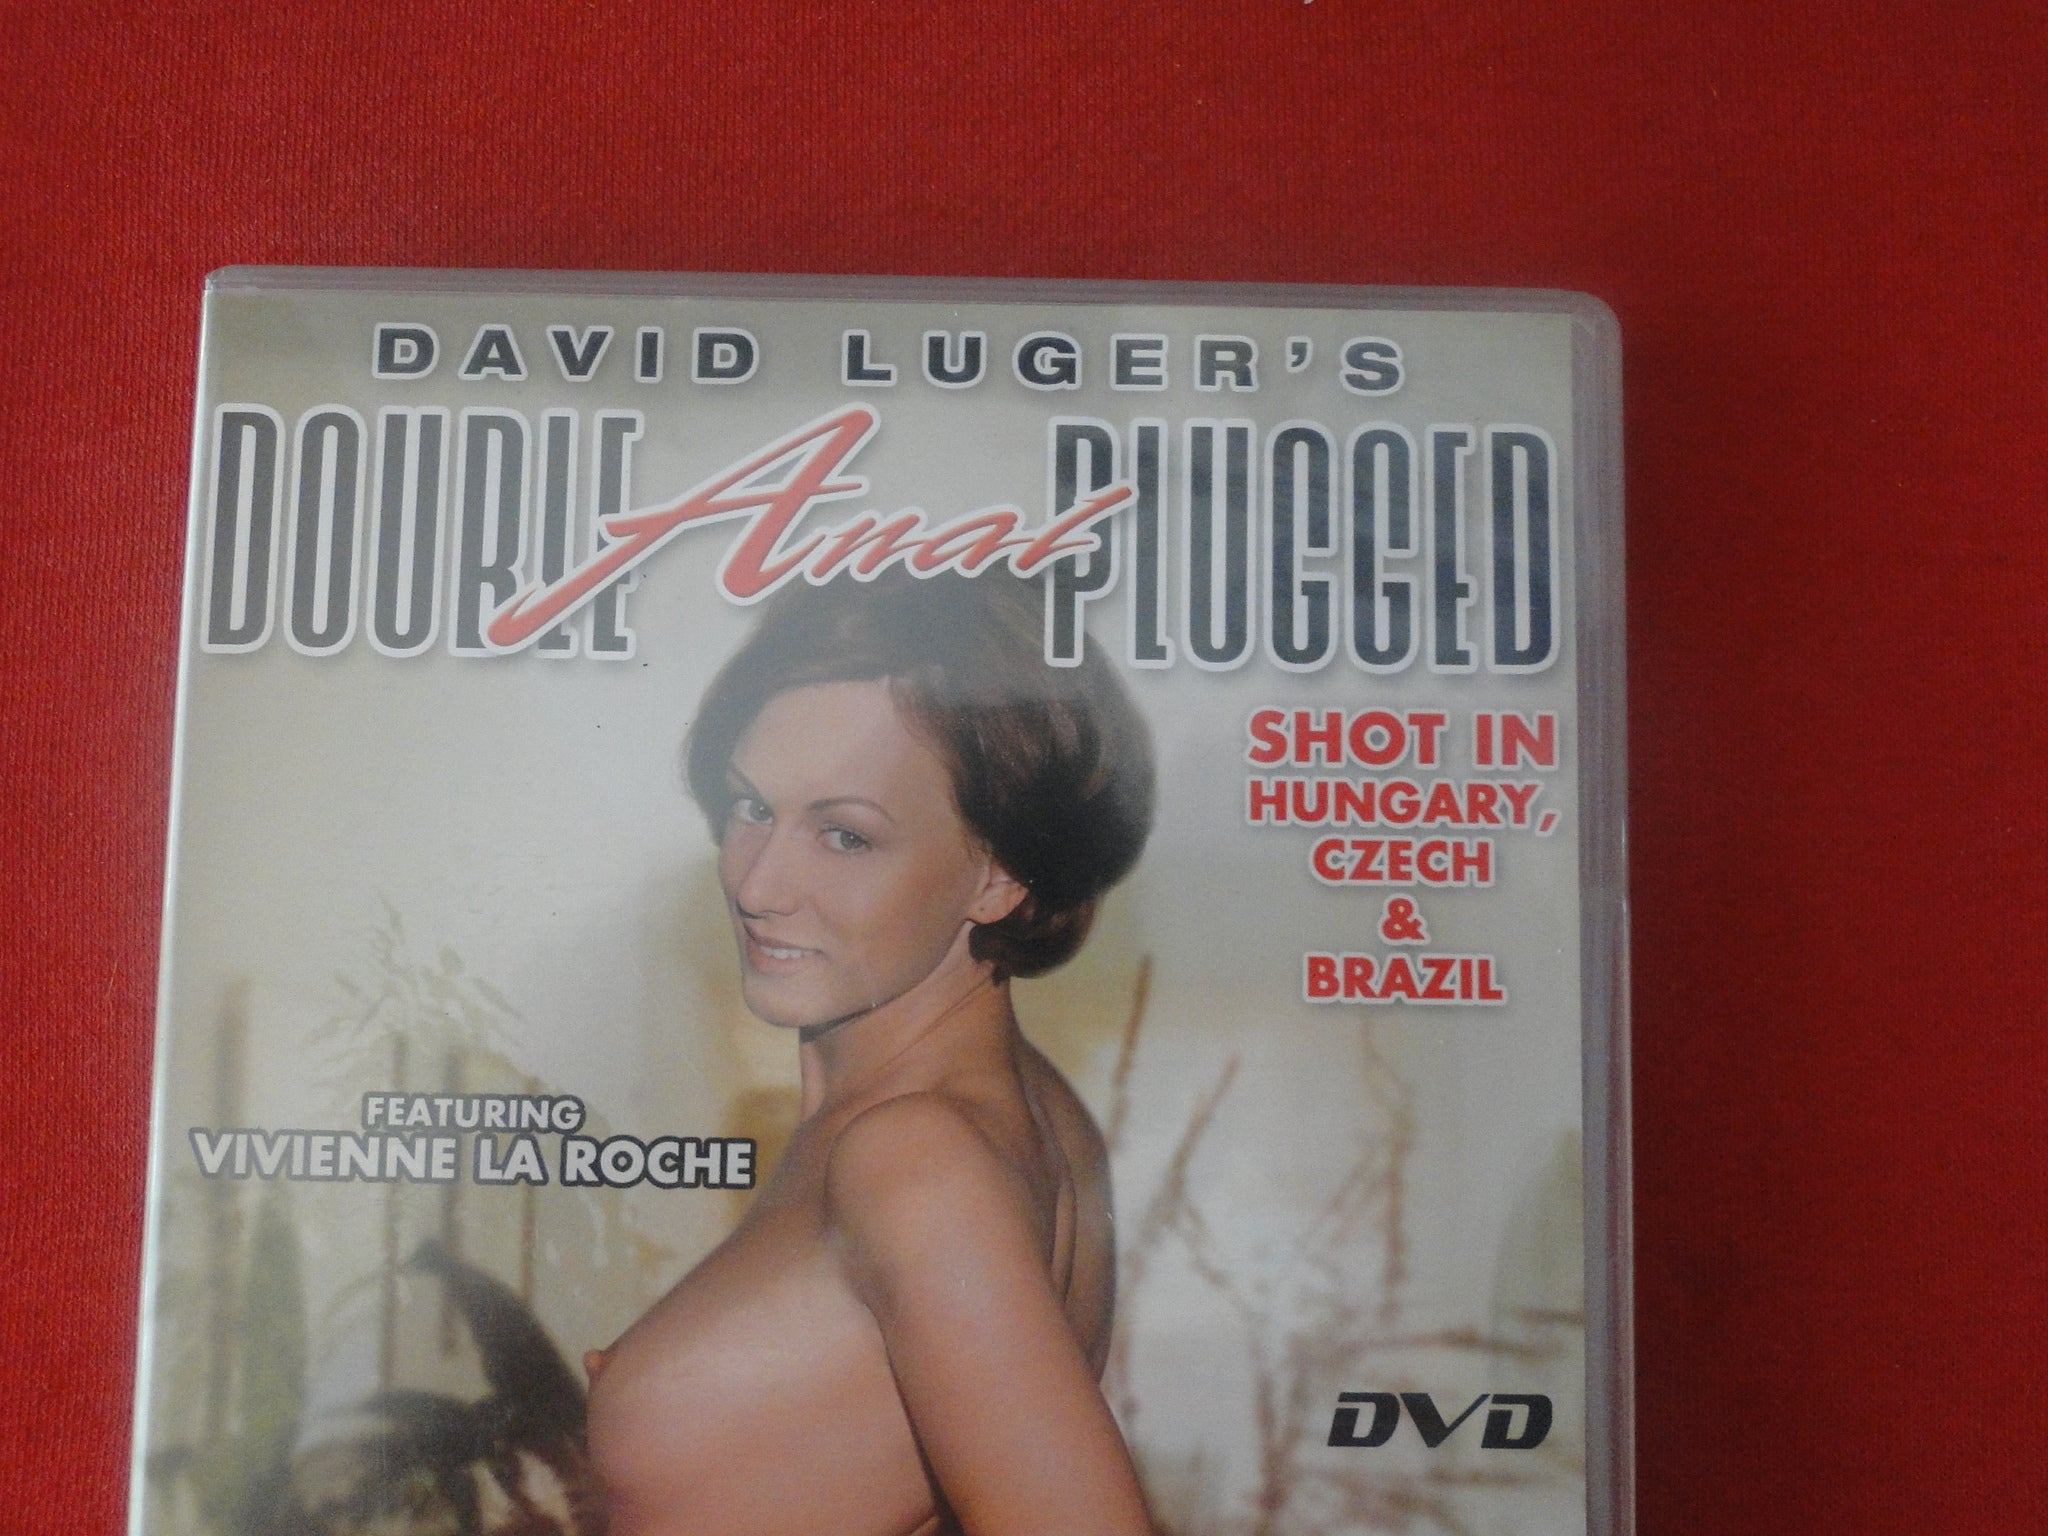 DAVID LUGER'S
DOUBLE Anal PLUGGED
SHOT IN
HUNGARY,
CZECH
&
BRAZIL
FEATURING
VIVIENNE LA ROCHE
DVD